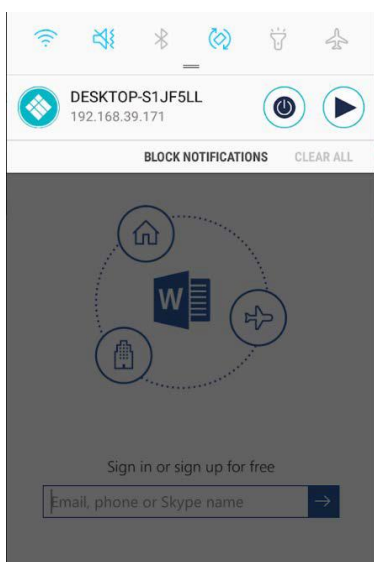 DESKTOP-S1JF5LL
192.168.39.171
BLOCK NOTIFICATIONS CLEAR ALL
W
Sign in or sign up for free
Email, phone or Skype name